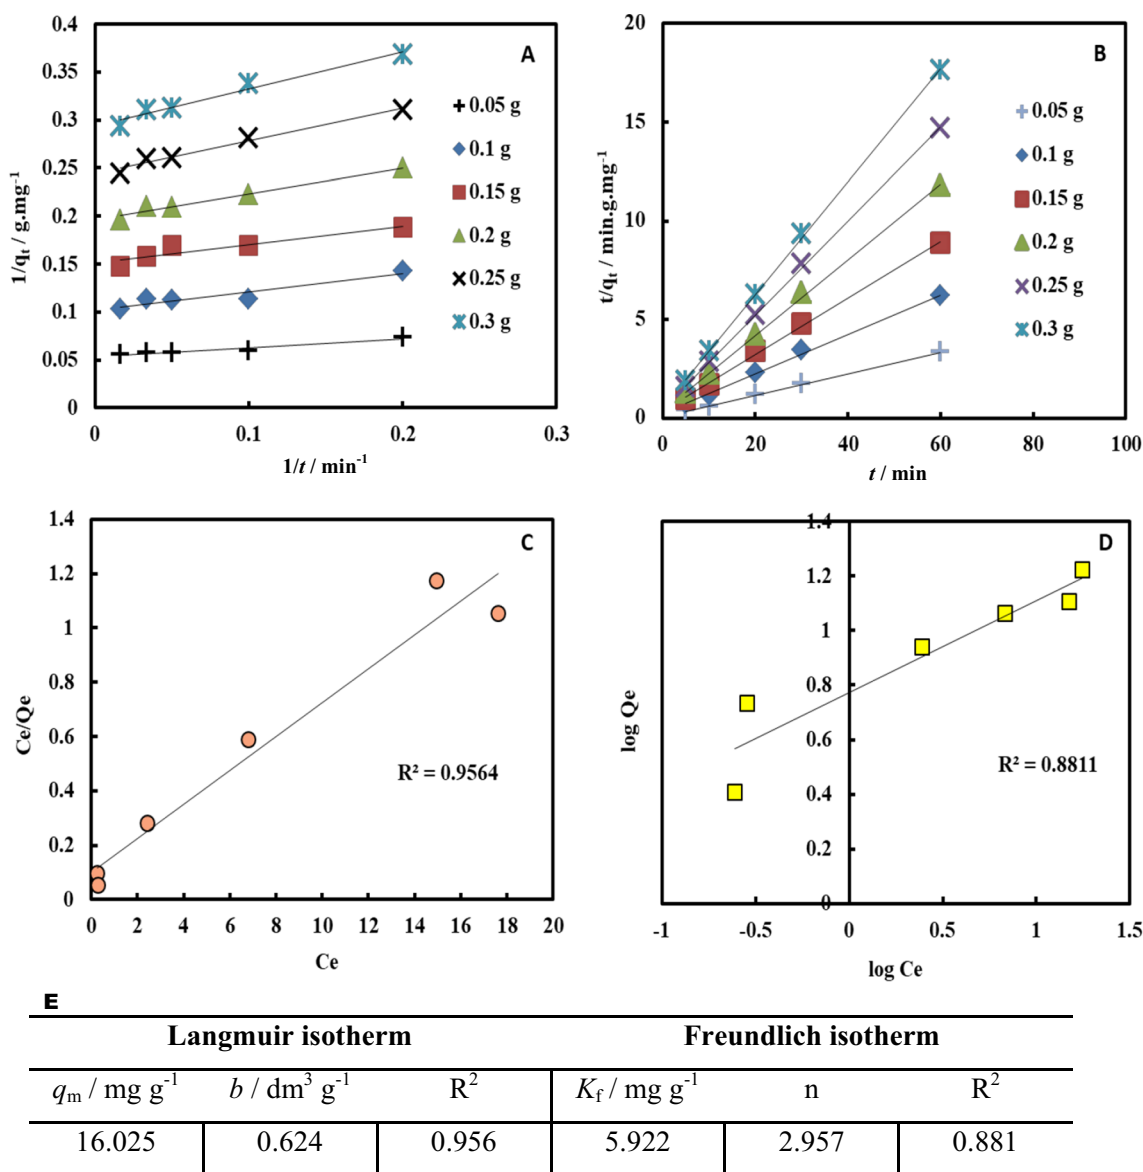 A
0.4
0.35
0.3
0.25
0.2
0.15
0.1
0.05
0
1/qt / g.mg-1
0
0.1
0.2
0.3
1/t / min-1
0.05 g
0.1 g
0.15 g
0.2 g
0.25 g
0.3 g
B
20
15
10
5
0
t/qt / min.g.mg-1
0
20
40
60
80
100
t / min
0.05 g
0.1 g
0.15 g
0.2 g
0.25 g
0.3 g
C
1.4
1.2
1
0.8
0.6
0.4
0.2
0
Ce/Qe
R² = 0.9564
0 2 4 6 8 10 12 14 16 18 20
Ce
D
1.4
1.2
1
0.8
0.6
0.4
0.2
0
log Qe
R² = 0.8811
-1 -0.5 0 0.5 1 1.5
log Ce
E
Langmuir isotherm Freundlich isotherm
qm / mg g-1 b / dm3 g-1 R2 Kf / mg g-1 n R2
16.025 0.624 0.956 5.922 2.957 0.881